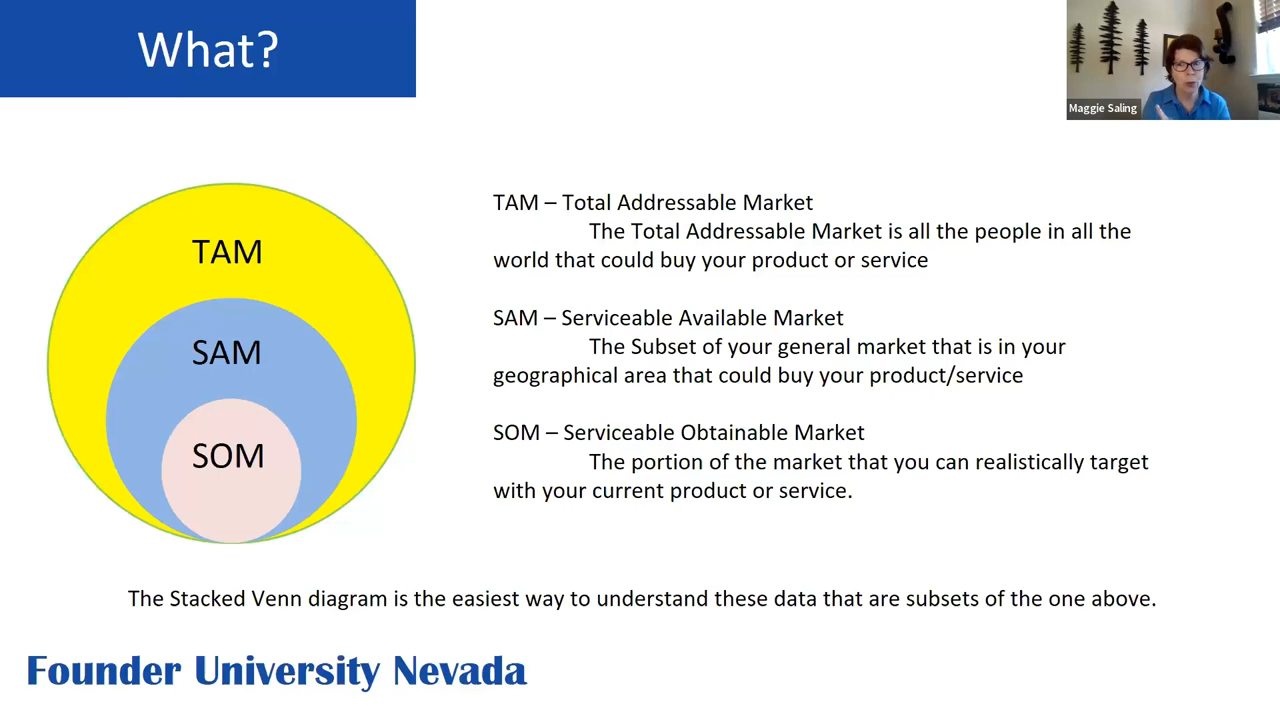 What?
Maggie Saling
TAM
SAM
SOM
TAM – Total Addressable Market
The Total Addressable Market is all the people in all the
world that could buy your product or service
SAM – Serviceable Available Market
The Subset of your general market that is in your
geographical area that could buy your product/service
SOM – Serviceable Obtainable Market
The portion of the market that you can realistically target
with your current product or service.
The Stacked Venn diagram is the easiest way to understand these data that are subsets of the one above.
Founder University Nevada